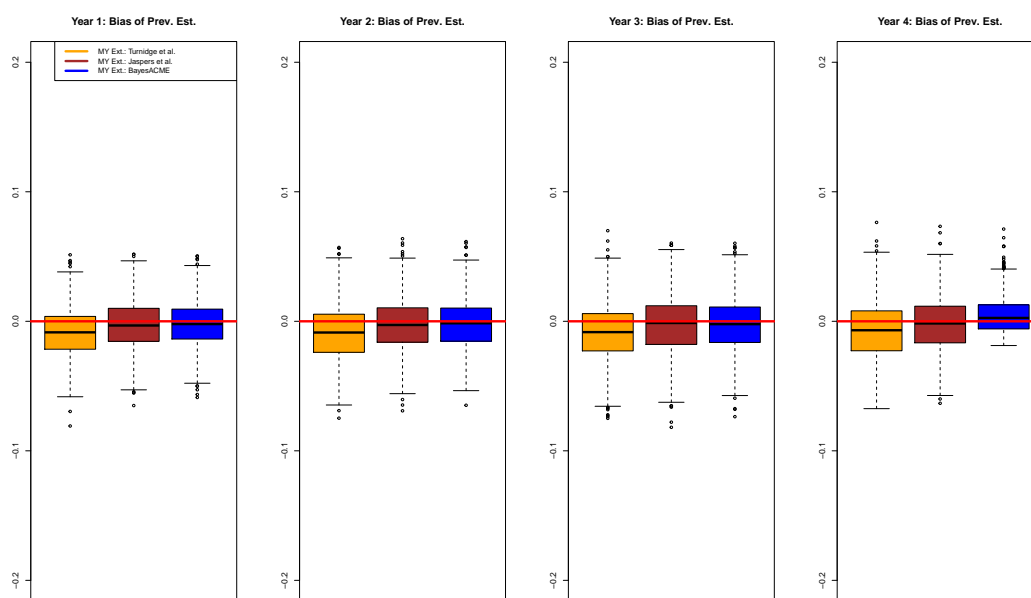 Year 1: Bias of Prev. Est.
Year 2: Bias of Prev. Est.
Year 3: Bias of Prev. Est.
Year 4: Bias of Prev. Est.
MY Ext.: Turnidge et al.
MY Ext.: Jaspers et al.
MY Ext.: BayesACME
0.2
0.1
0.0
−0.1
−0.2
0.2
0.1
0.0
−0.1
−0.2
0.2
0.1
0.0
−0.1
−0.2
0.2
0.1
0.0
−0.1
−0.2